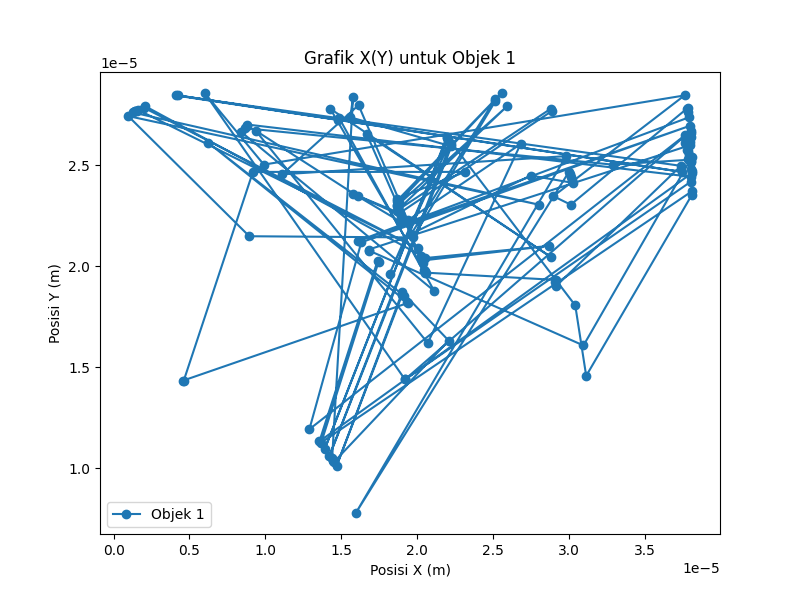 Grafik X(Y) untuk Objek 1
1e−5
Posisi Y (m)
2.5
2.0
1.5
1.0
Objek 1
0.0 0.5 1.0 1.5 2.0 2.5 3.0 3.5
Posisi X (m)
1e−5